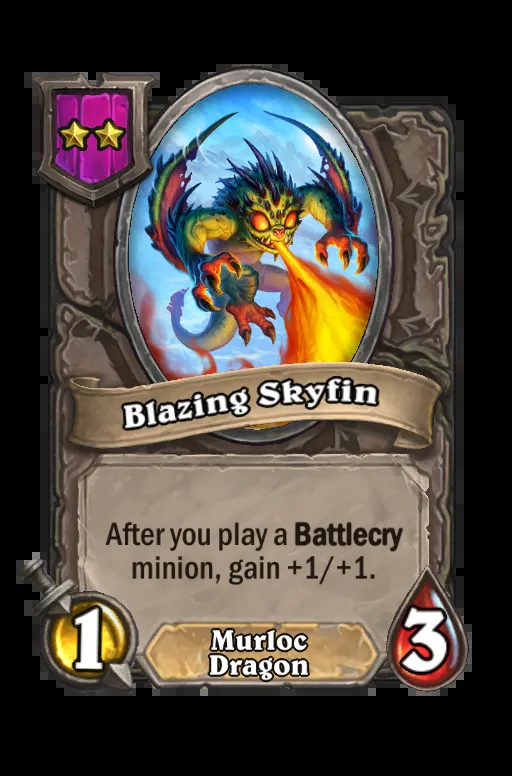 Blazing Skyfin
After you play a Battlecry
minion, gain +1/+1.
1
Murloc
Dragon
3